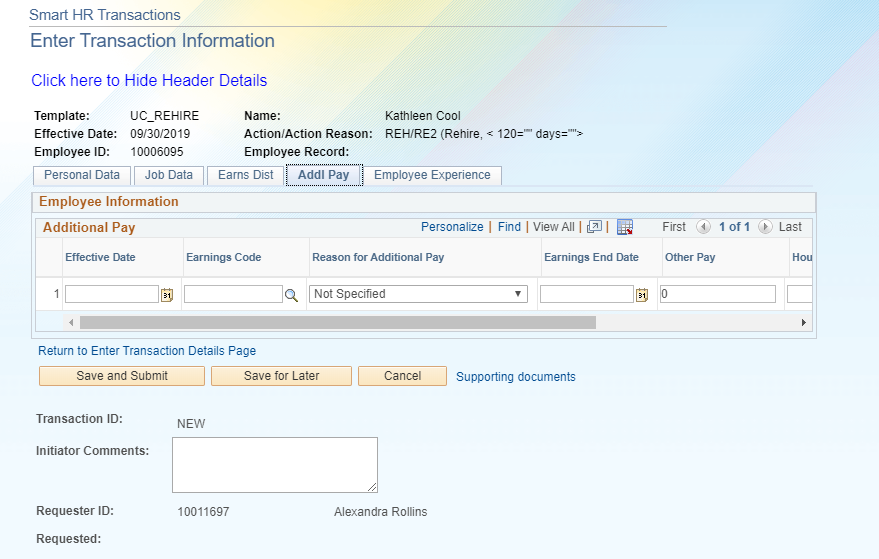 Smart HR Transactions
Enter Transaction Information
Click here to Hide Header Details
Template: UC_REHIRE Name: Kathleen Cool
Effective Date: 09/30/2019 Action/Action Reason: REH/RE2 (Rehire, < 120="" days="">
Employee ID: 10006095 Employee Record:
Personal Data Job Data Earns Dist Addl Pay Employee Experience
Employee Information
Additional Pay Personalize | Find | View All | | First 1 of 1 Last
Effective Date Earnings Code Reason for Additional Pay Earnings End Date Other Pay Hou
1 31 Not Specified 31 0
Return to Enter Transaction Details Page
Save and Submit Save for Later Cancel Supporting documents
Transaction ID: NEW
Initiator Comments:
Requester ID: 10011697 Alexandra Rollins
Requested: